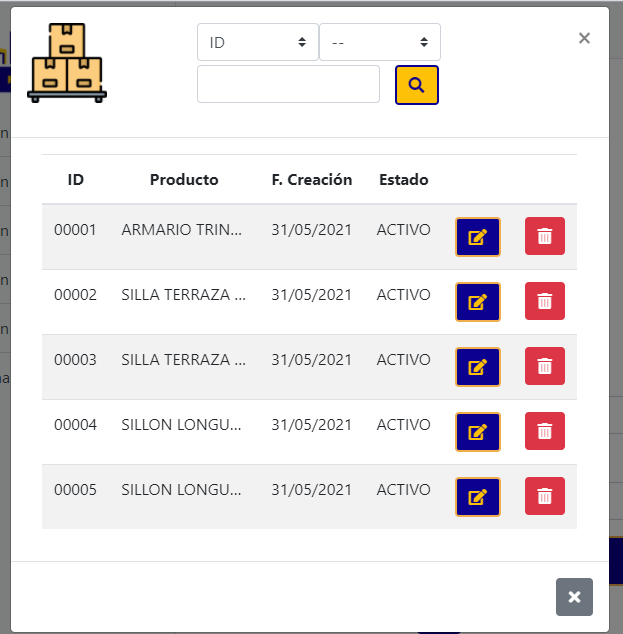 ID --
ID Producto F. Creación Estado
00001 ARMARIO TRIN... 31/05/2021 ACTIVO
00002 SILLA TERRAZA ... 31/05/2021 ACTIVO
00003 SILLA TERRAZA ... 31/05/2021 ACTIVO
00004 SILLON LONGU... 31/05/2021 ACTIVO
00005 SILLON LONGU... 31/05/2021 ACTIVO